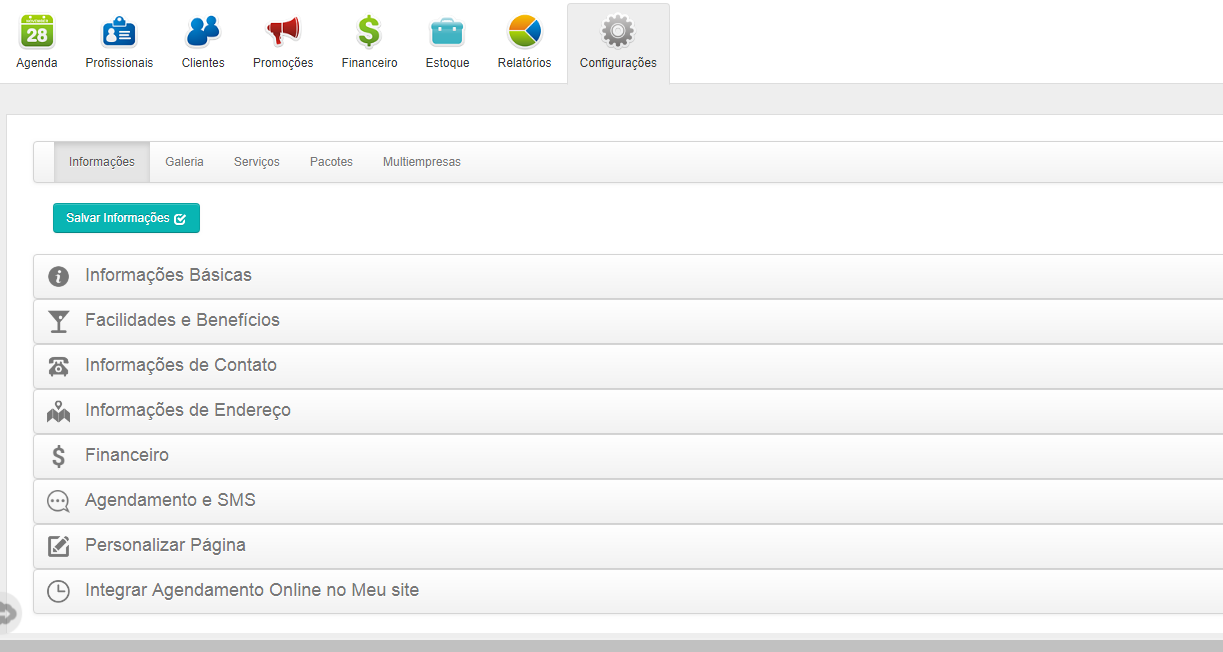 28
Agenda Profissionais Clientes Promoções Financeiro Estoque Relatórios Configurações
Informações Galeria Serviços Pacotes Multiempresas
Salvar Informações
Informações Básicas
Facilidades e Benefícios
Informações de Contato
Informações de Endereço
Financeiro
Agendamento e SMS
Personalizar Página
Integrar Agendamento Online no Meu site